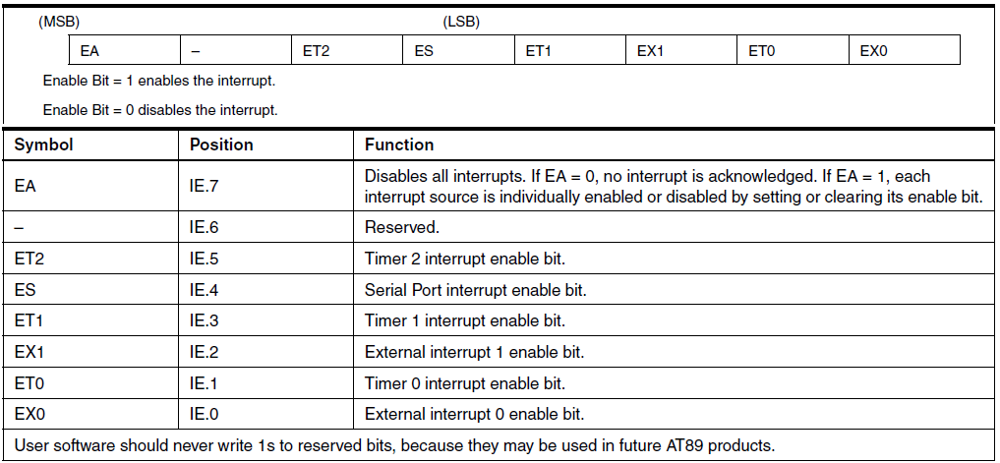 (MSB) (LSB)
EA – ET2 ES ET1 EX1 ET0 EX0
Enable Bit = 1 enables the interrupt.
Enable Bit = 0 disables the interrupt.
Symbol Position Function
EA IE.7 Disables all interrupts. If EA = 0, no interrupt is acknowledged. If EA = 1, each
interrupt source is individually enabled or disabled by setting or clearing its enable bit.
– IE.6 Reserved.
ET2 IE.5 Timer 2 interrupt enable bit.
ES IE.4 Serial Port interrupt enable bit.
ET1 IE.3 Timer 1 interrupt enable bit.
EX1 IE.2 External interrupt 1 enable bit.
ET0 IE.1 Timer 0 interrupt enable bit.
EX0 IE.0 External interrupt 0 enable bit.
User software should never write 1s to reserved bits, because they may be used in future AT89 products.